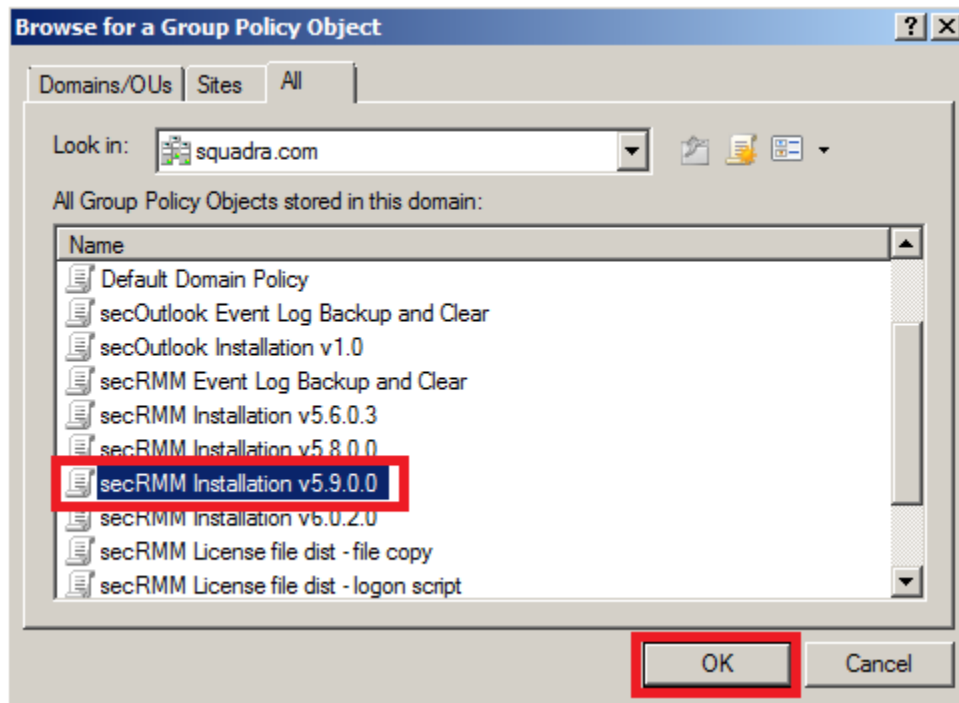 Browse for a Group Policy Object
Domains/OUs Sites All
Look in: squadra.com
All Group Policy Objects stored in this domain:
Name
Default Domain Policy
secOutlook Event Log Backup and Clear
secOutlook Installation v1.0
secRMM Event Log Backup and Clear
secRMM Installation v5.6.0.3
secRMM Installation v5.8.0.0
secRMM Installation v5.9.0.0
secRMM Installation v6.0.2.0
secRMM License file dist - file copy
secRMM License file dist - logon script
OK Cancel